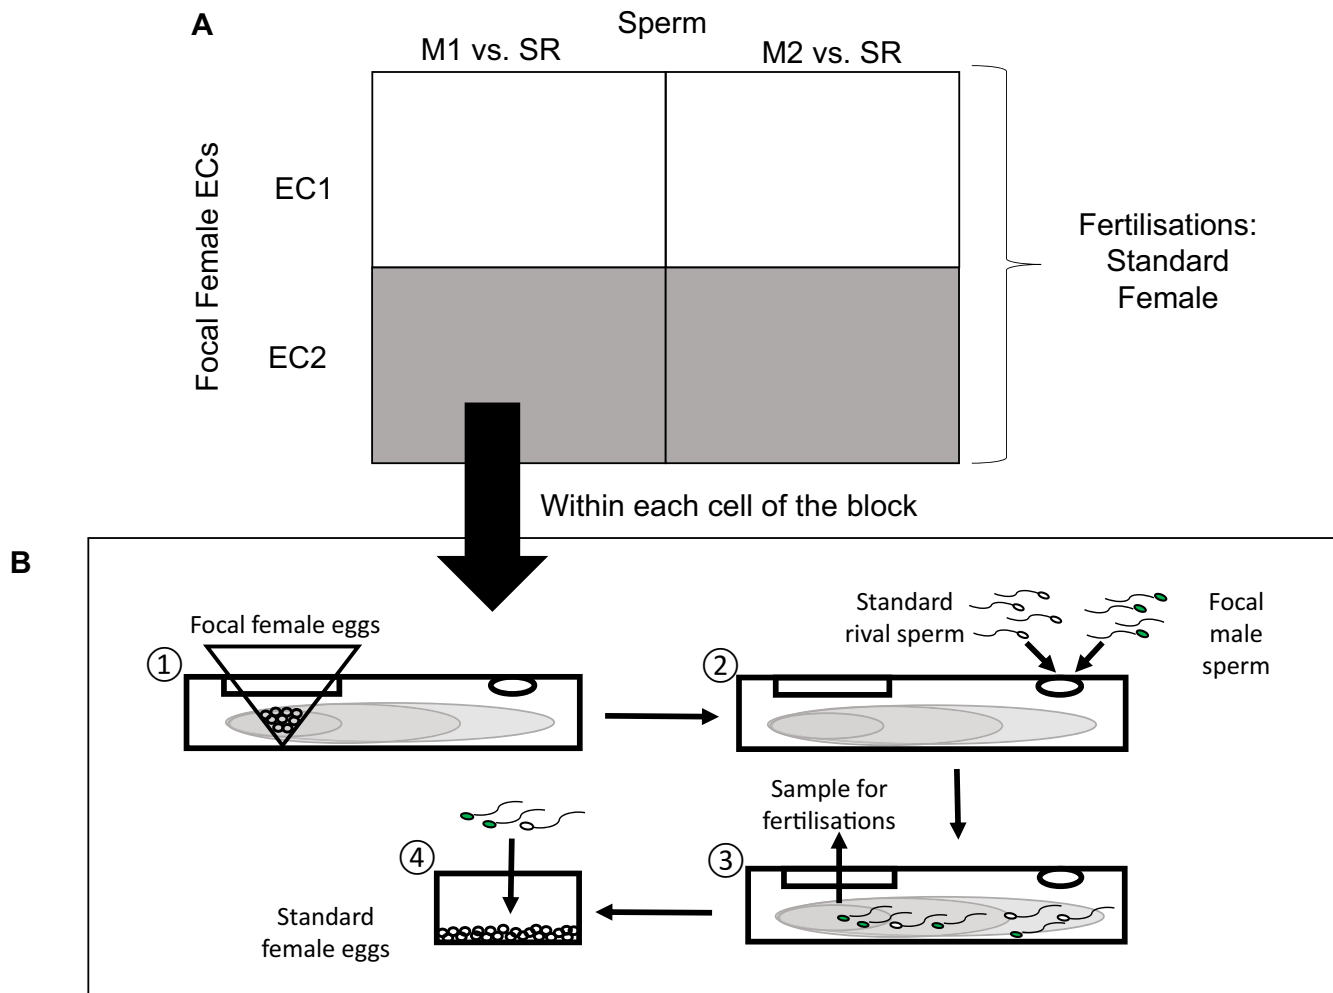 A
Sperm
M1 vs. SR
M2 vs. SR
Focal Female ECs
EC1
EC2
Fertilisations:
Standard
Female
Within each cell of the block
B
Focal female eggs
1
2
Standard
rival sperm
Focal
male
sperm
Sample for
fertilisations
4
3
Standard
female eggs